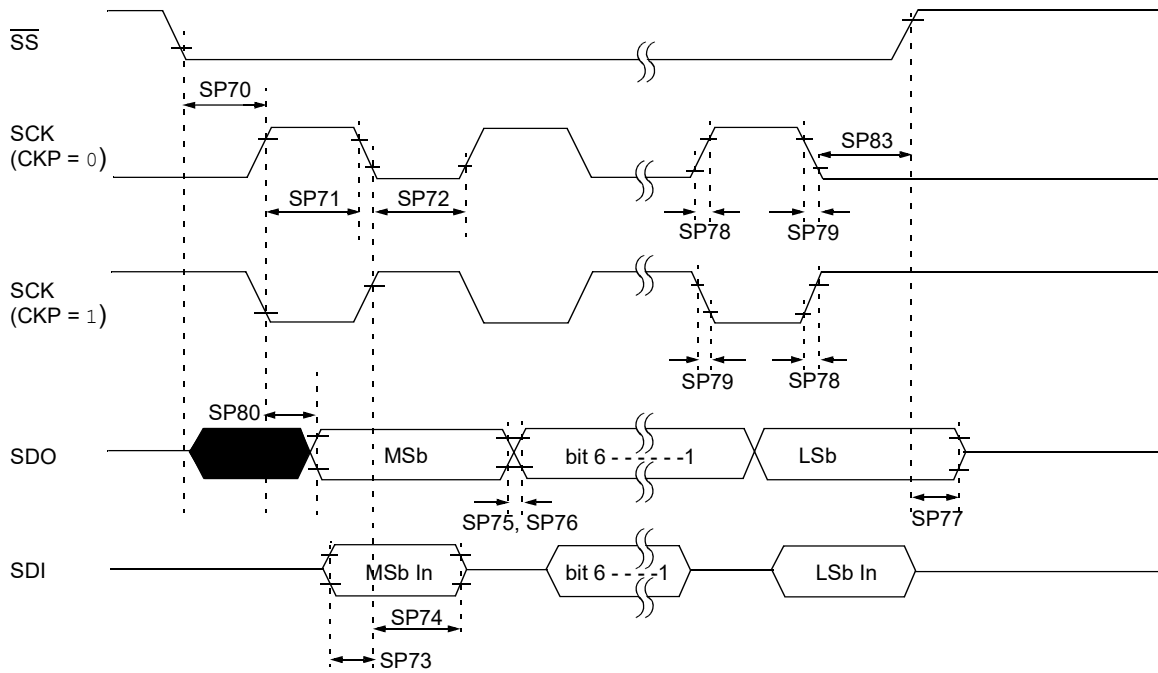 SS
SP70
SCK
(CKP = 0)
SP83
SP71
SP72
SP78
SP79
SCK
(CKP = 1)
SP79
SP78
SP80
SDO
MSb
bit 6 - - - - - -1
LSb
SP75, SP76
SP77
SDI
MSb In
bit 6 - - - - -1
LSb In
SP74
SP73